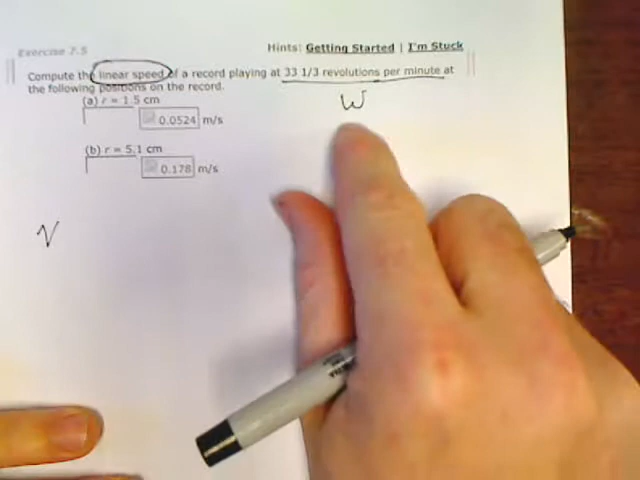 Exercise 7.5 Hints: Getting Started | I'm Stuck
Compute the linear speed of a record playing at 33 1/3 revolutions per minute at
the following positions on the record.
(a) r = 1.5 cm
0.0524 m/s
(b) r = 5.1 cm
0.178 m/s
W
V